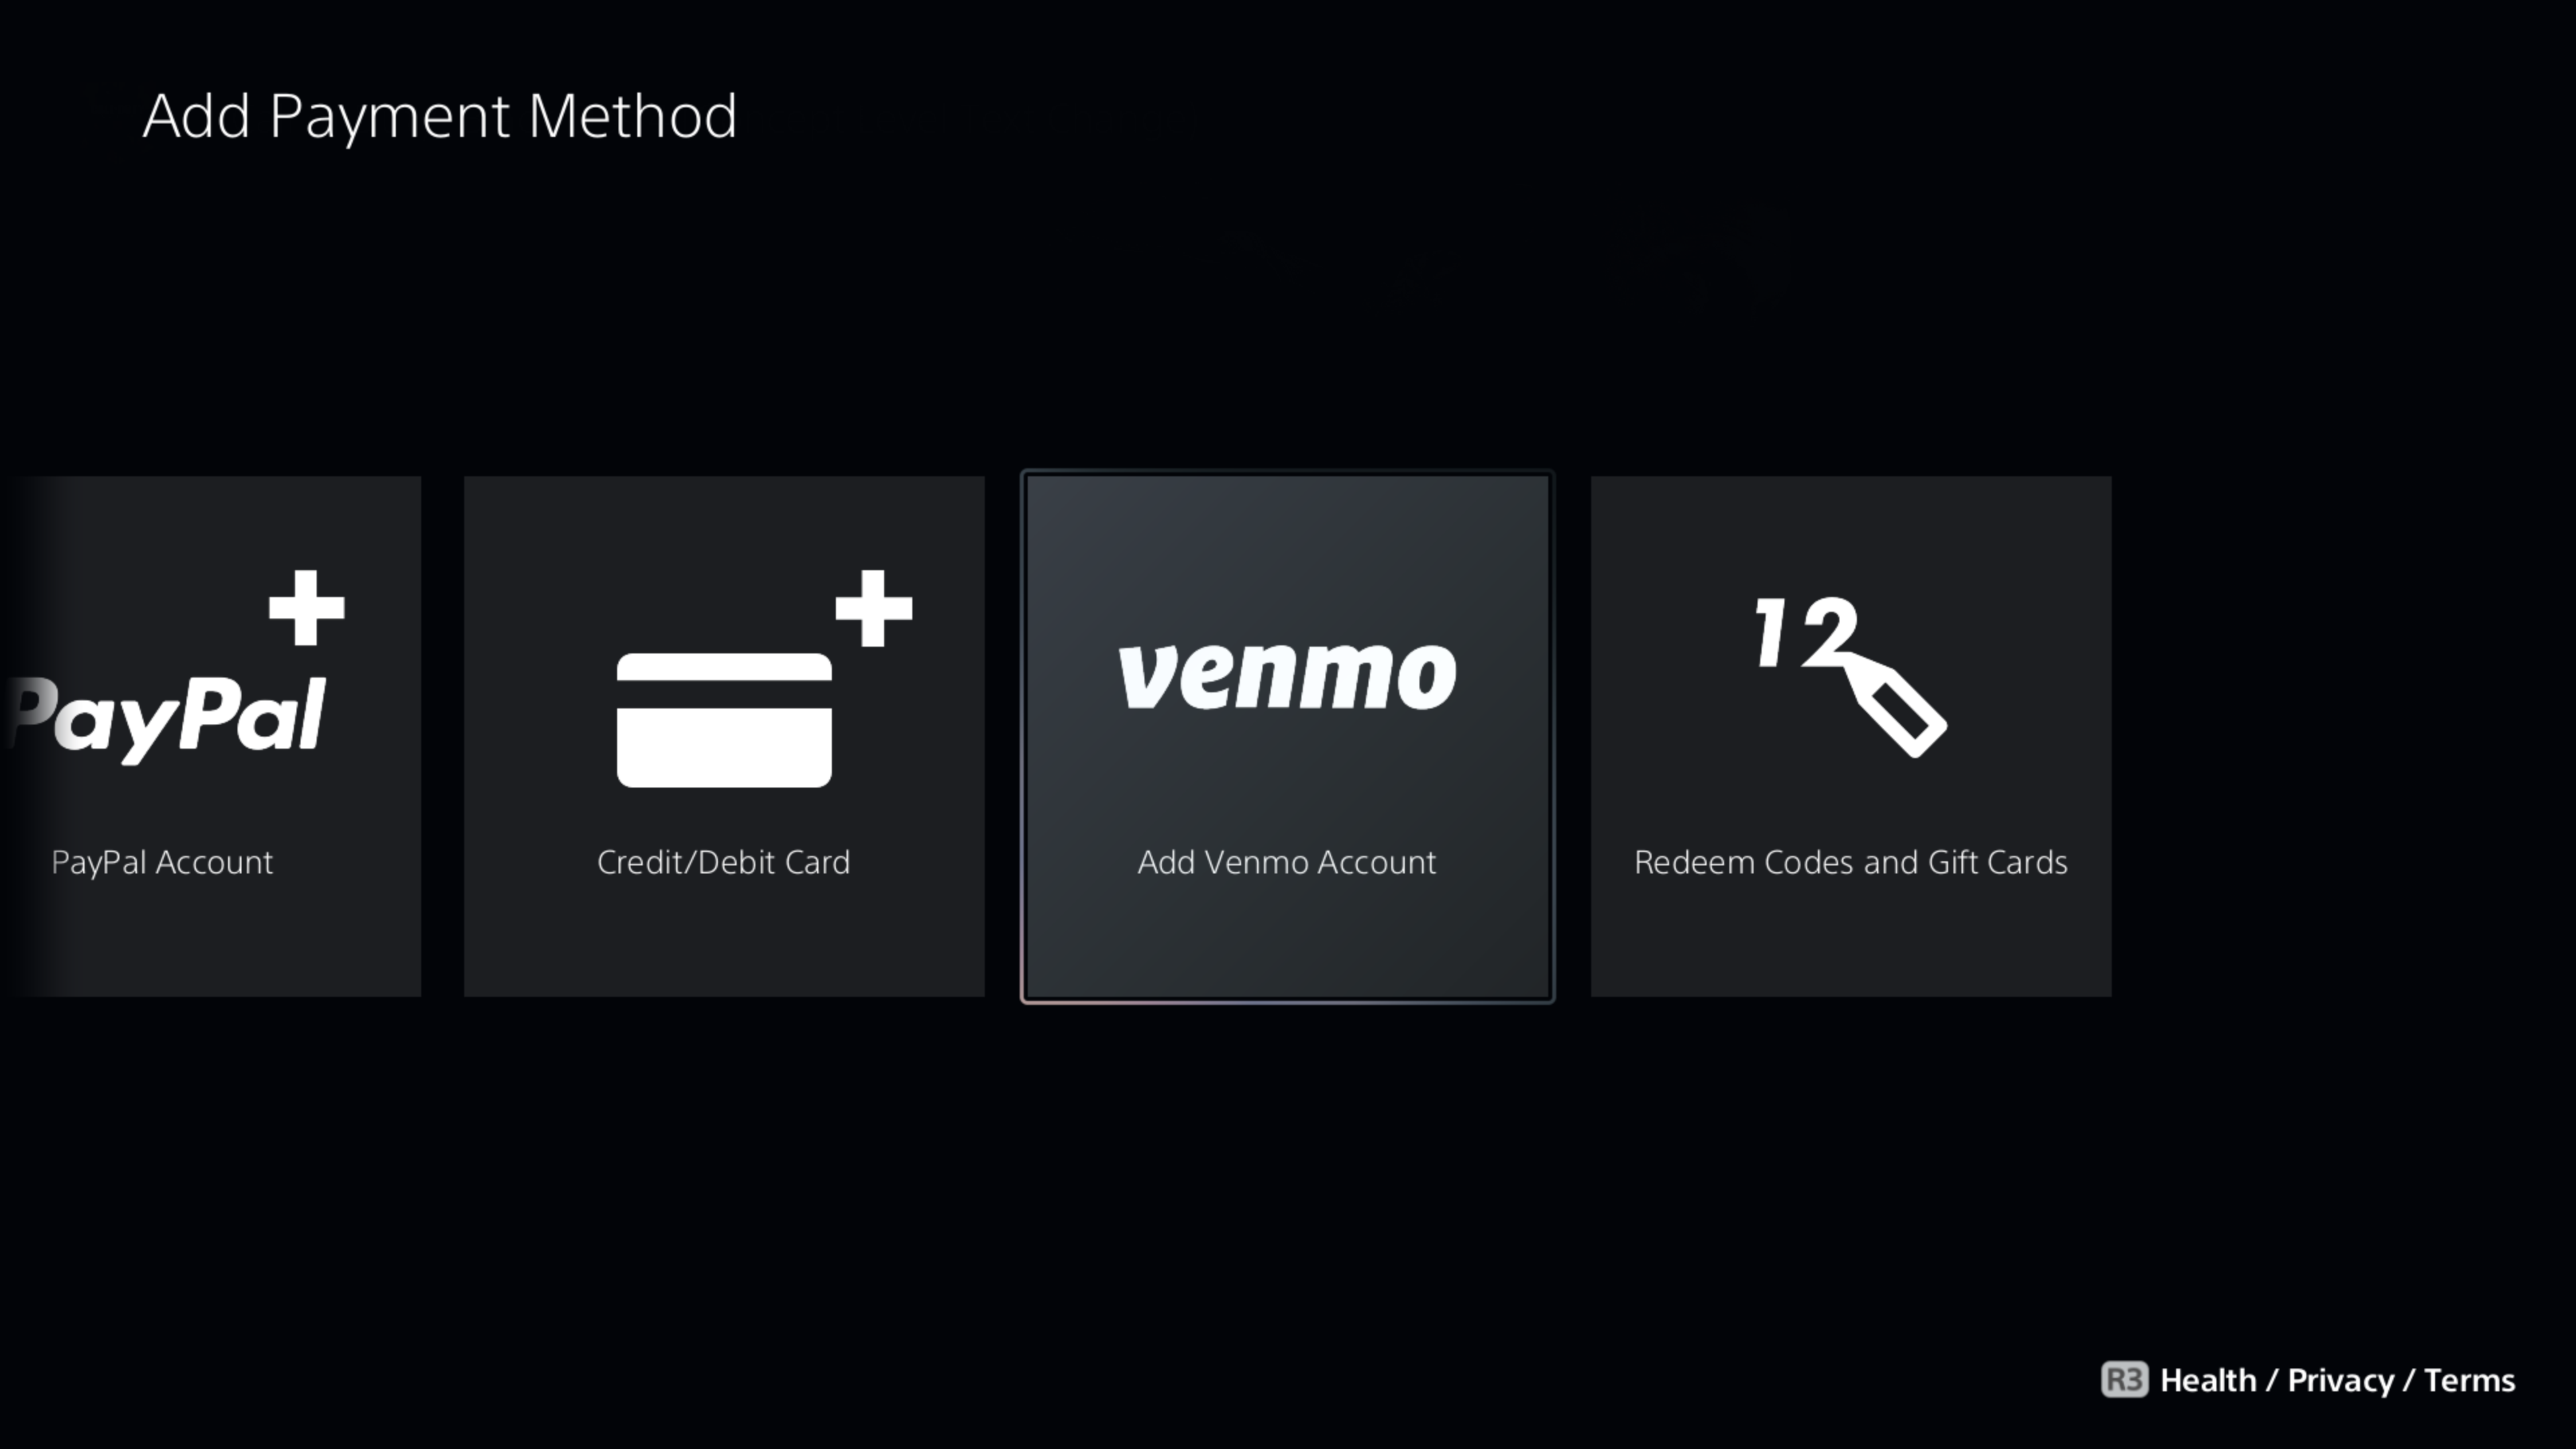 Add Payment Method
PayPal
PayPal Account
Credit/Debit Card
venmo
Add Venmo Account
12
Redeem Codes and Gift Cards
R3 Health / Privacy / Terms